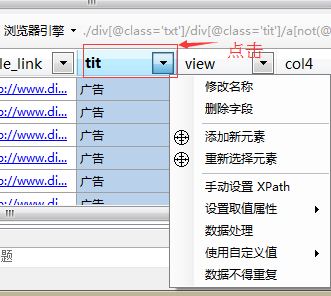 浏览器引擎 ./div[@class='txt']/div[@class='tit']/a[not(@
点击
le_link tit view col4
p://www.di... 广告
p://www.di... 广告
p://www.di... 广告
p://www.di... 广告
p://www.di... 广告
p://www.di... 广告
修改名称
删除字段
添加新元素
重新选择元素
手动设置 XPath
设置取值属性
数据处理
使用自定义值
数据不得重复
题